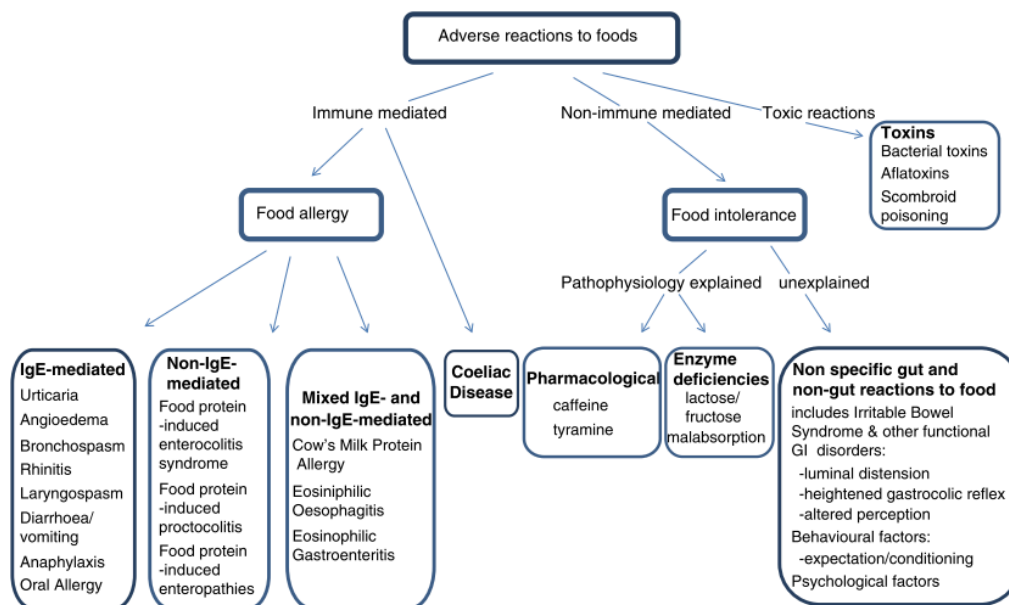 Adverse reactions to foods
Immune mediated
Non-immune mediated
Toxic reactions
Toxins
Bacterial toxins
Aflatoxins
Scombroid
poisoning
Food allergy
Food intolerance
Pathophysiology explained
unexplained
IgE-mediated
Urticaria
Angioedema
Bronchospasm
Rhinitis
Laryngospasm
Diarrhoea/
vomiting
Anaphylaxis
Oral Allergy
Non-IgE-
mediated
Food protein
-induced
enterocolitis
syndrome
Food protein
-induced
proctocolitis
Food protein
-induced
enteropathies
Mixed IgE- and
non-IgE-mediated
Cow's Milk Protein
Allergy
Eosiniphilic
Oesophagitis
Eosinophilic
Gastroenteritis
Coeliac
Disease
Pharmacological
caffeine
tyramine
Enzyme
deficiencies
lactose/
fructose
malabsorption
Non specific gut and
non-gut reactions to food
includes Irritable Bowel
Syndrome & other functional
GI disorders:
-luminal distension
-heightened gastrocolic reflex
-altered perception
Behavioural factors:
-expectation/conditioning
Psychological factors